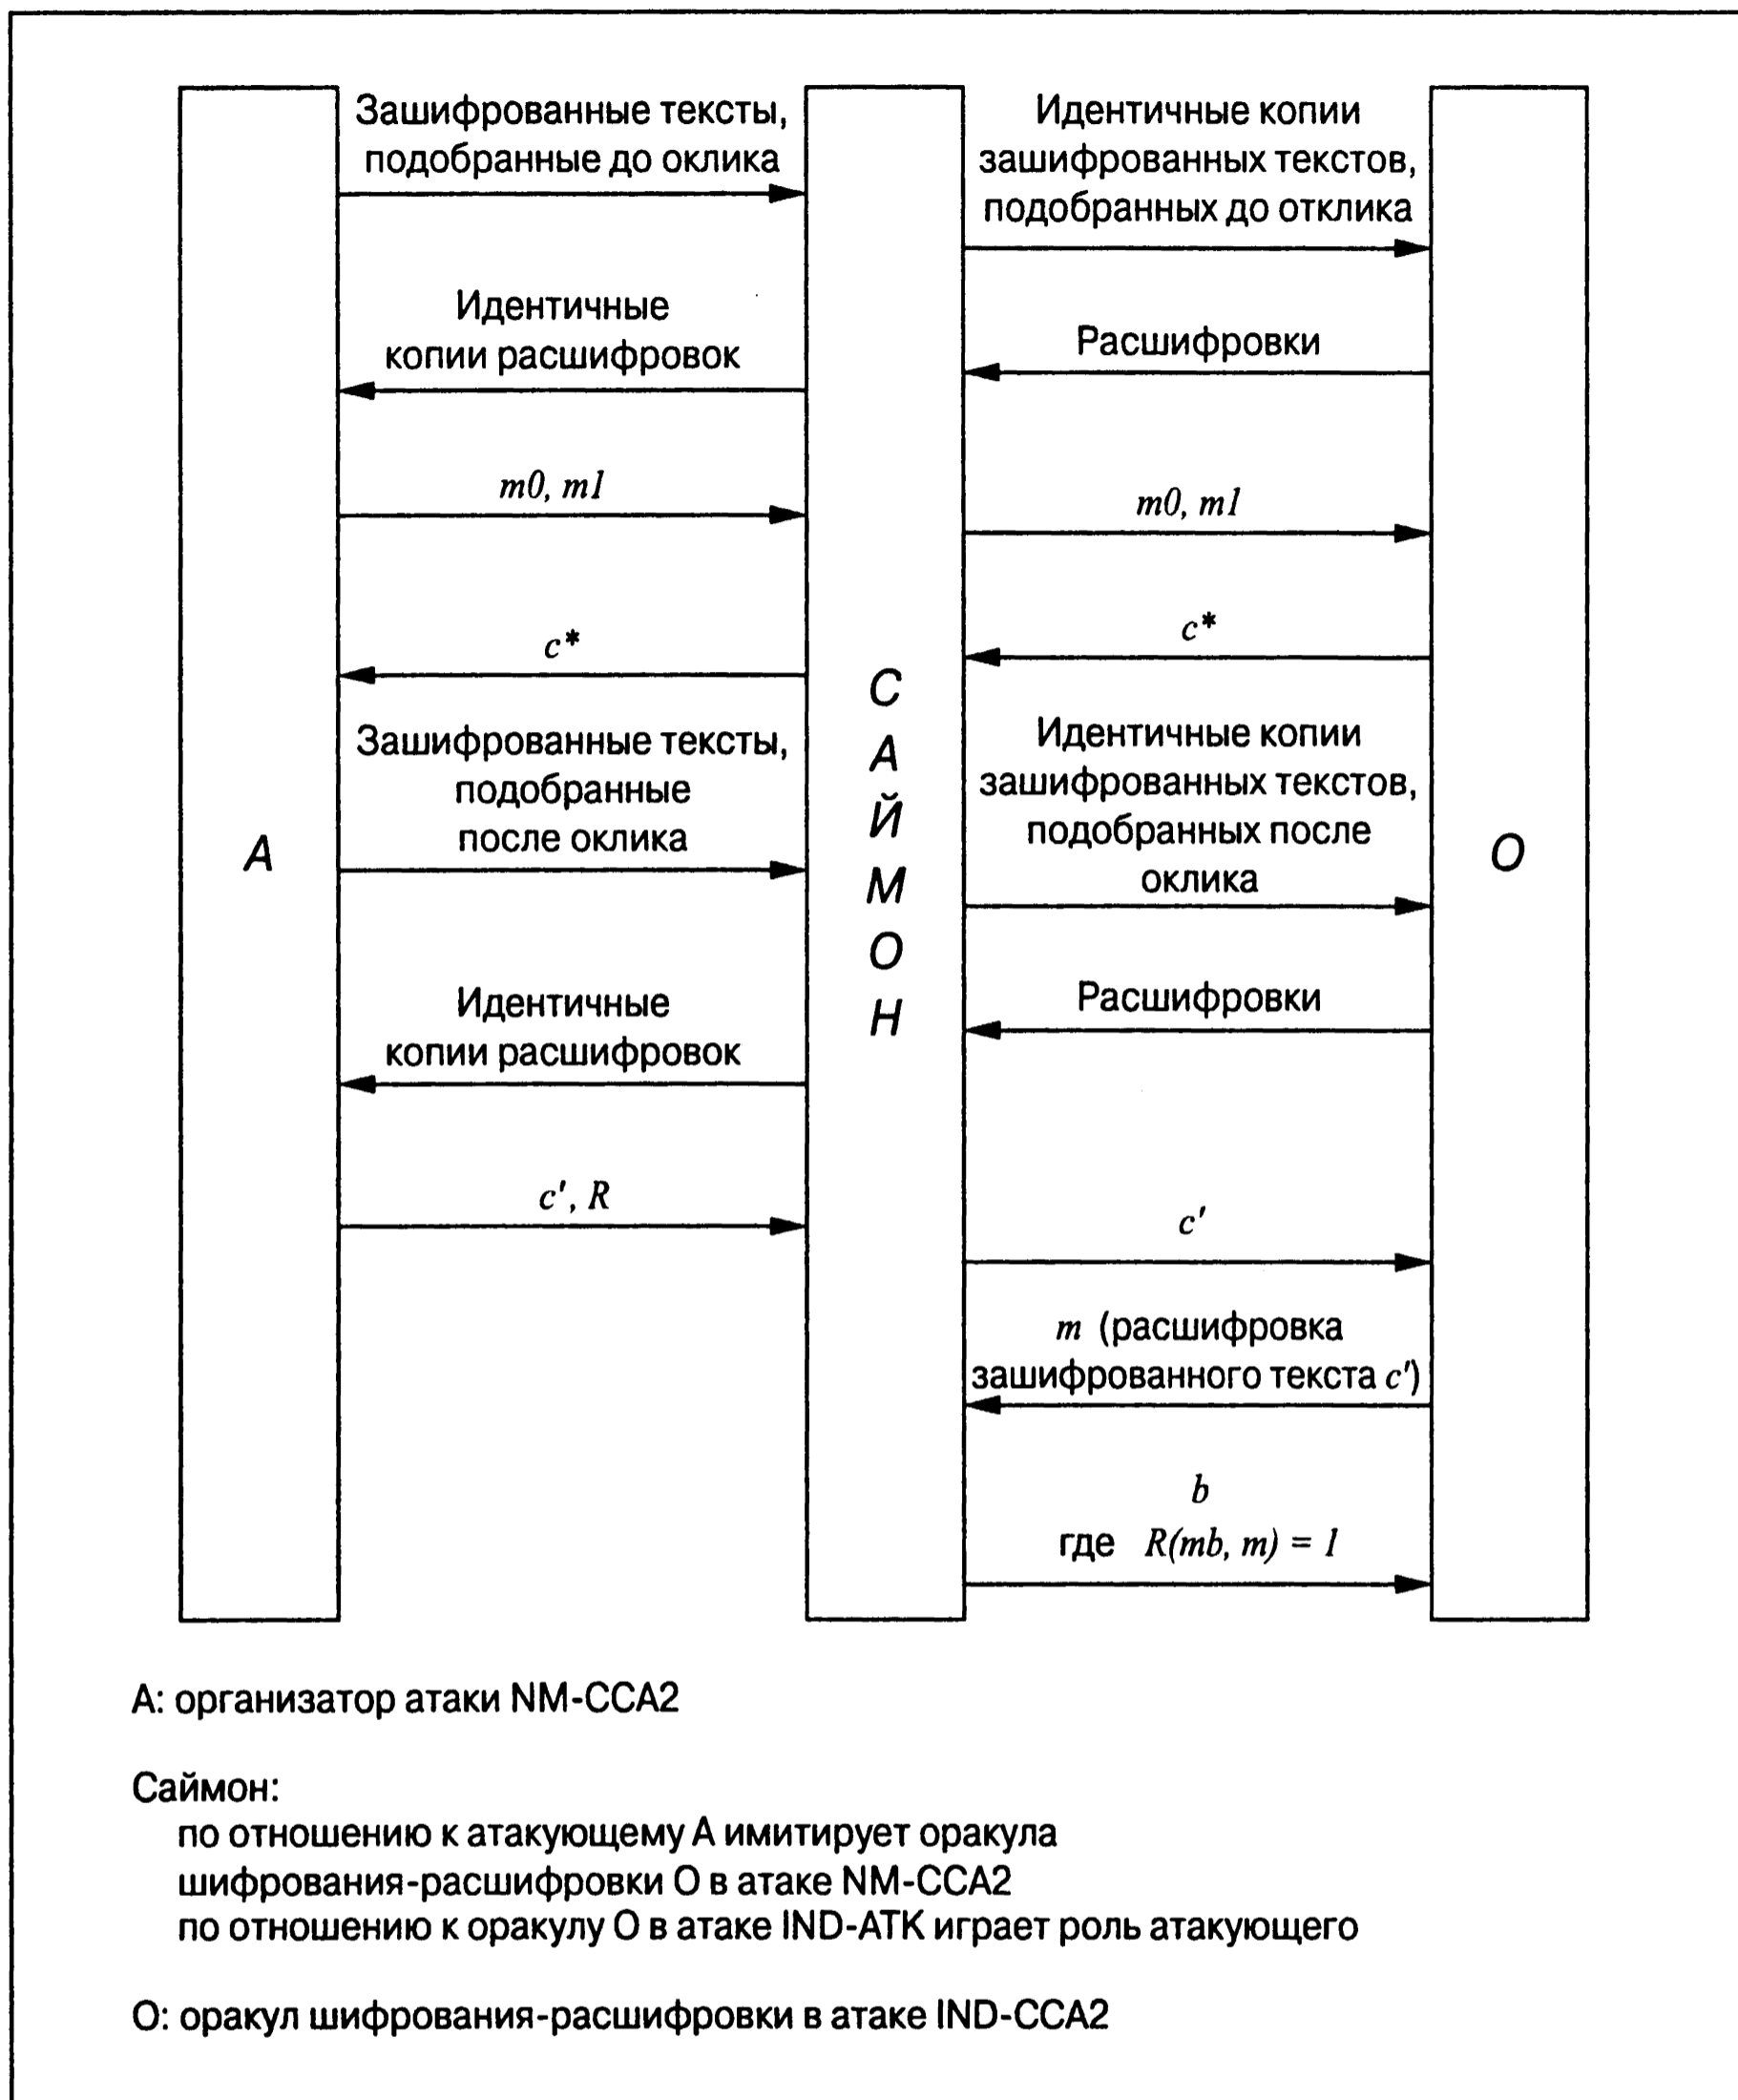 Зашифрованные тексты,
подобранные до оклика
Идентичные копии
зашифрованных текстов,
подобранных до отклика
Идентичные
копии расшифровок
Расшифровки
m0, m1
m0, m1
c*
c*
Зашифрованные тексты,
подобранные
после оклика
Идентичные копии
зашифрованных текстов,
подобранных после
оклика
А
САЙМОН
О
Идентичные
копии расшифровок
Расшифровки
c', R
c'
m (расшифровка
зашифрованного текста c')
b
где R(mb, m) = 1
А: организатор атаки NM-CCA2
Саймон:
по отношению к атакующему А имитирует оракула
шифрования-расшифровки О в атаке NM-CCA2
по отношению к оракулу О в атаке IND-ATK играет роль атакующего
О: оракул шифрования-расшифровки в атаке IND-CCA2